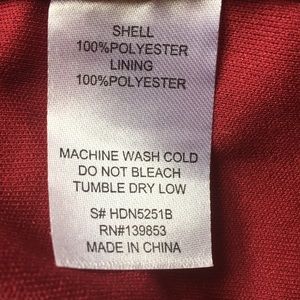 SHELL
100%POLYESTER
LINING
100%POLYESTER
MACHINE WASH COLD
DO NOT BLEACH
TUMBLE DRY LOW
S# HDN5251B
RN#139853
MADE IN CHINA